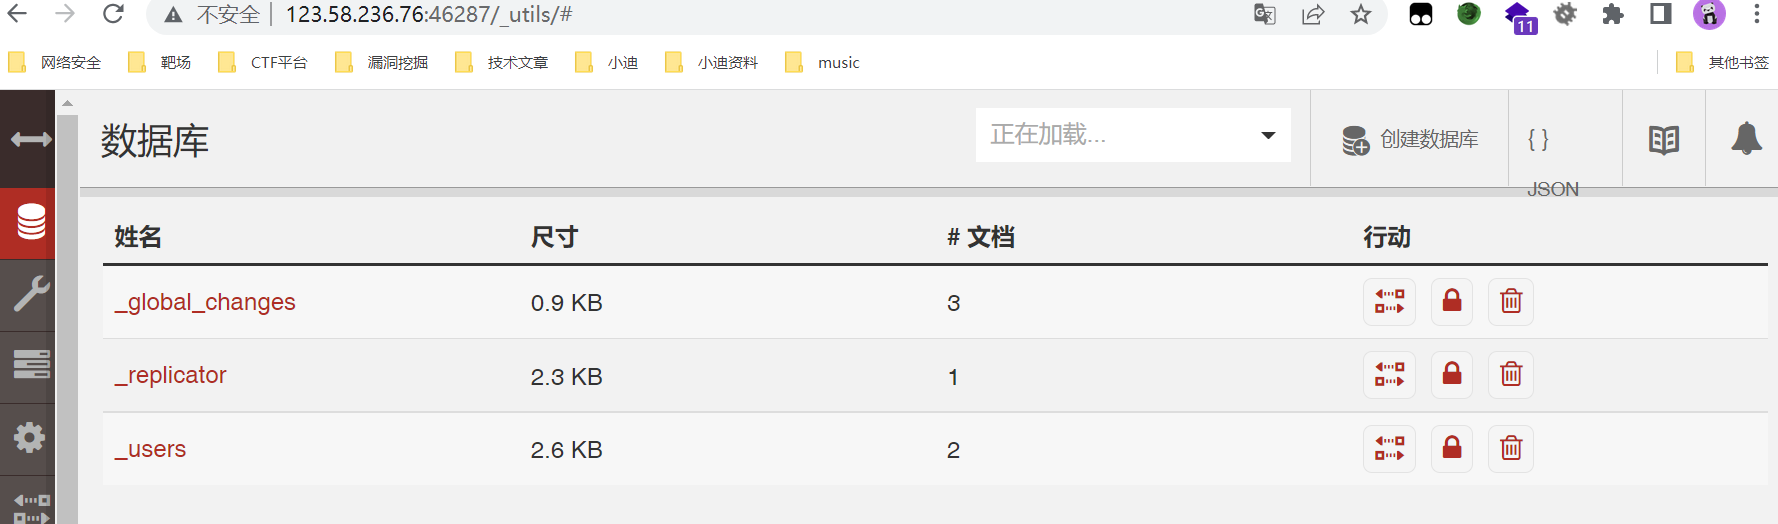 不安全 123.58.236.76:46287/_utils/#
11
网络安全 靶场 CTF平台 漏洞挖掘 技术文章 小迪 小迪资料 music 其他书签
数据库 正在加载... 创建数据库 { } JSON
姓名 尺寸 # 文档 行动
_global_changes 0.9 KB 3
_replicator 2.3 KB 1
_users 2.6 KB 2